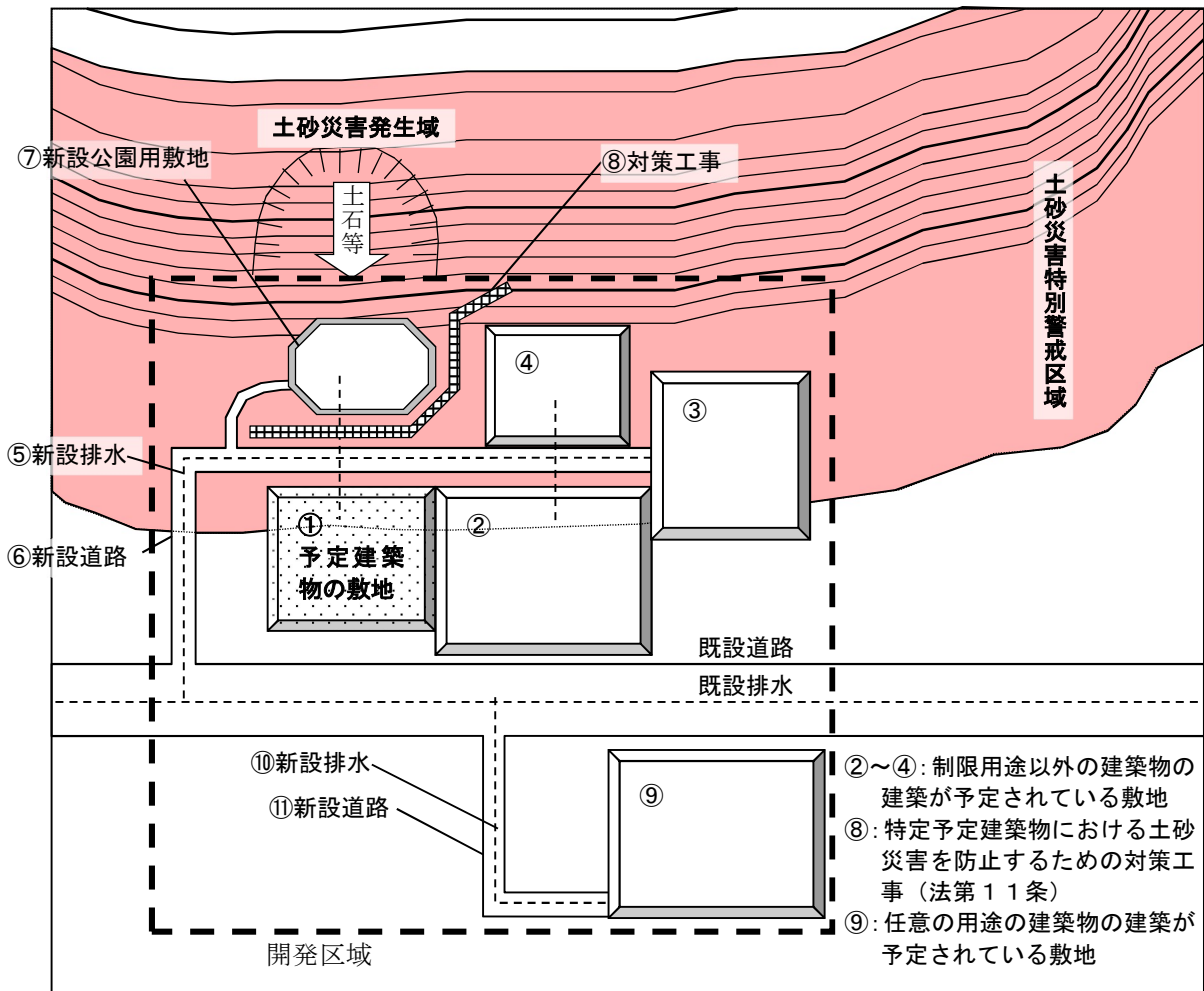 土砂災害発生域
⑦新設公園用敷地
⑧対策工事
土石等
土砂災害特別警戒区域
④
③
⑤新設排水
①
予定建築
物の敷地
②
⑥新設道路
既設道路
既設排水
⑩新設排水
⑪新設道路
⑨
②～④：制限用途以外の建築物の
建築が予定されている敷地
⑧：特定予定建築物における土砂
災害を防止するための対策工
事（法第１１条）
⑨：任意の用途の建築物の建築が
予定されている敷地
開発区域